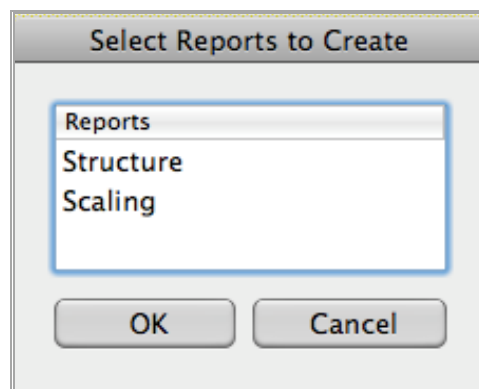 Select Reports to Create
Reports
Structure
Scaling
OK Cancel